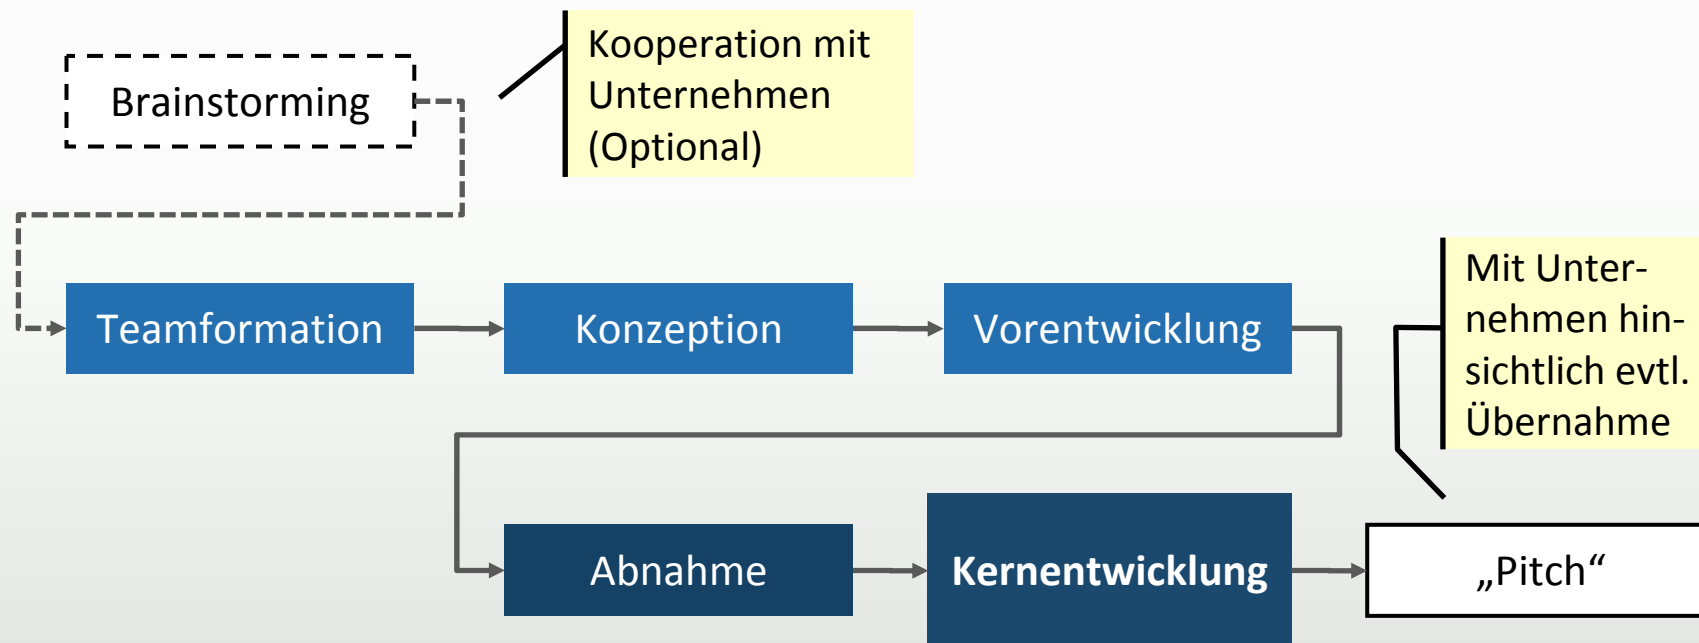 Brainstorming
Kooperation mit
Unternehmen
(Optional)
Teamformation
Konzeption
Vorentwicklung
Mit Unter-
nehmen hin-
sichtlich evtl.
Übernahme
Abnahme
Kernentwicklung
„Pitch“